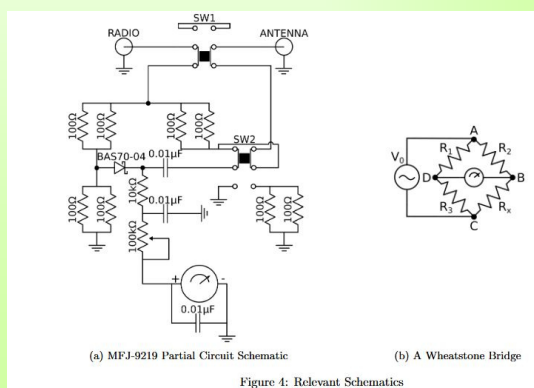 SW1
RADIO
ANTENNA
100Ω
100Ω
100Ω
100Ω
SW2
BAS70-04
0.01µF
100Ω
100Ω
10kΩ
0.01µF
100Ω
100Ω
100kΩ
+
-
0.01µF
(a) MFJ-9219 Partial Circuit Schematic
A
R1
R2
V0
D
B
R3
Rx
C
(b) A Wheatstone Bridge
Figure 4: Relevant Schematics